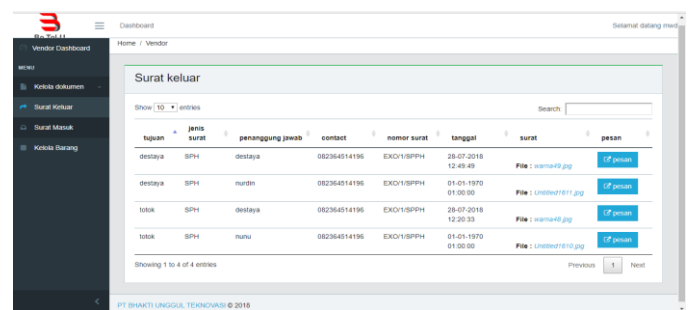 Dashboard
Selamat datang med
Vendor Dashboard
Home / Vendor
MENU
Kelola dokumen
Surat Keluar
Surat Masuk
Kelola Barang
Surat keluar
Show 10 entries
Search:
tujuan jenis surat penanggung jawab contact nomor surat tanggal surat pesan
destaya SPH destaya 082364514196 EXO/1/SPPH 28-07-2018 12:49:49 File : warna49.jpg pesan
destaya SPH nurdin 082364514196 EXO/1/SPPH 01-01-1970 01:00:00 File : Untitled1611.jpg pesan
totok SPH destaya 082364514196 EXO/1/SPPH 28-07-2018 12:20:33 File : warna48.jpg pesan
totok SPH nunu 082364514196 EXO/1/SPPH 01-01-1970 01:00:00 File : Untitled1610.jpg pesan
Showing 1 to 4 of 4 entries
Previous 1 Next
PT BHAKTI UNGGUL TEKNOVASI © 2018